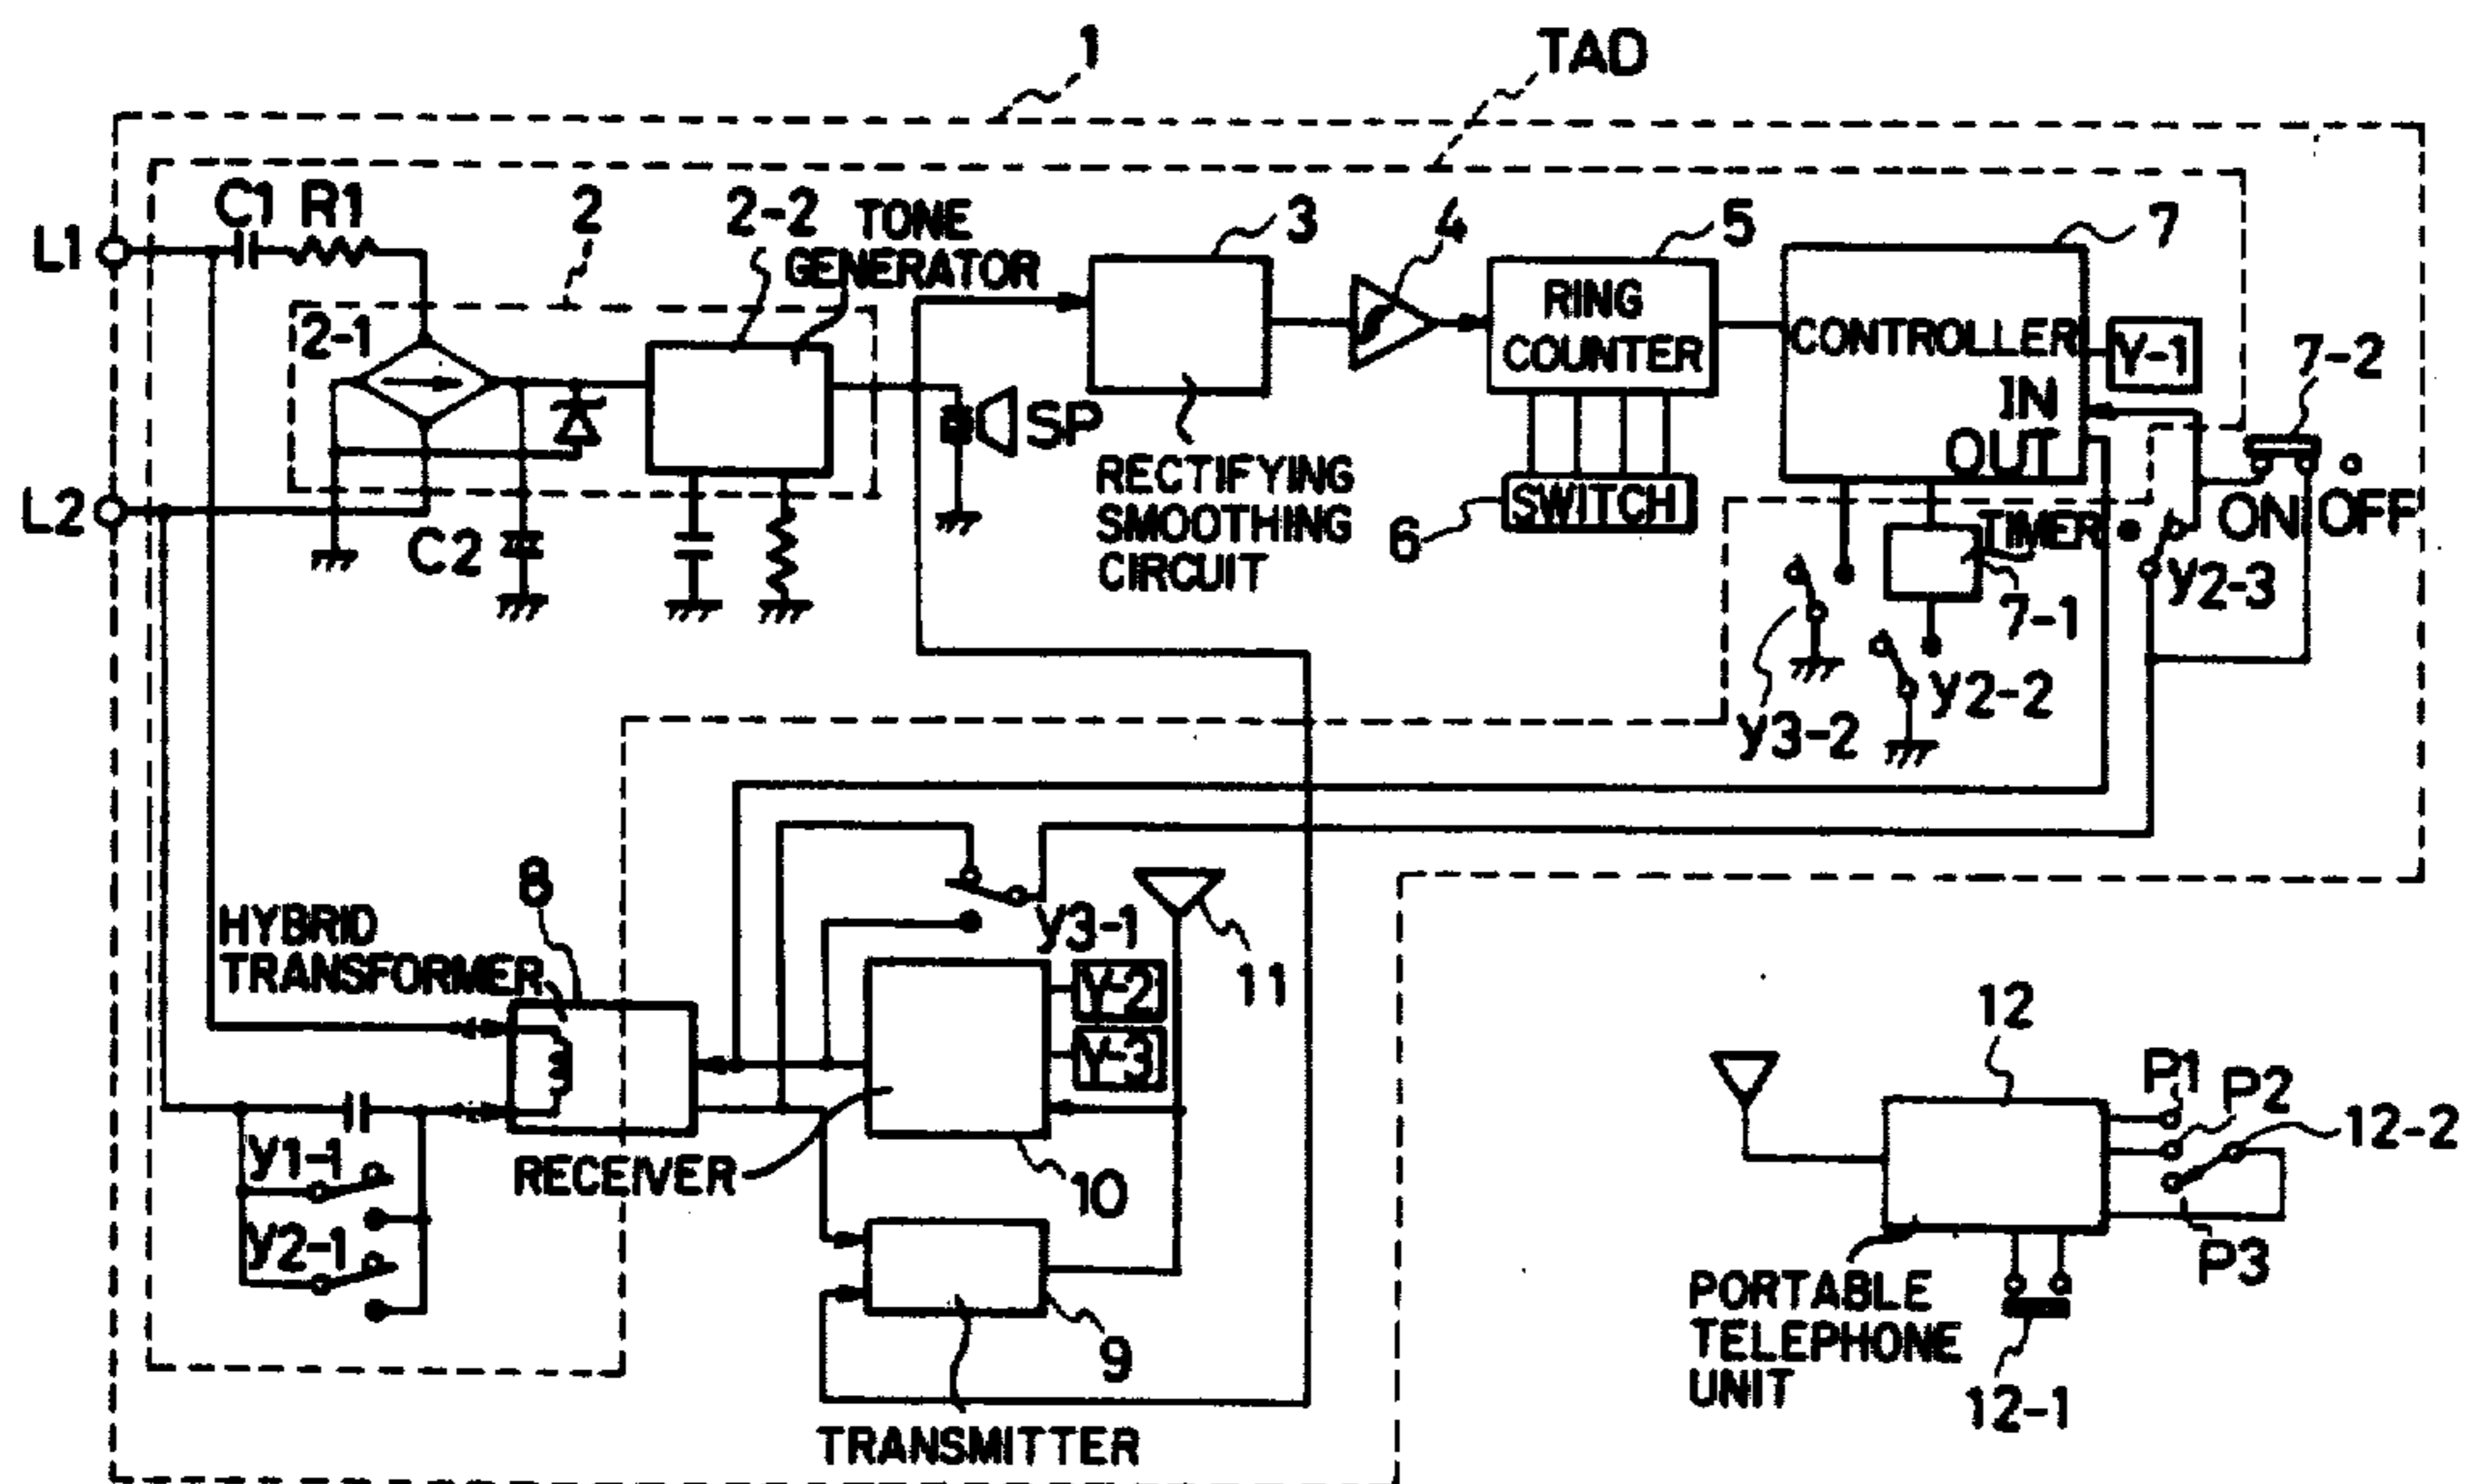 1
TAD
C1 R1
2
2-2
TONE
GENERATOR
3
4
5
7
L1
2-1
RING
COUNTER
CONTROLLER
Y-1
7-2
IN
OUT
SP
RECTIFYING
SMOOTHING
CIRCUIT
SWITCH
6
L2
C2
TIMER
ON OFF
y2-3
7-1
y2-2
y3-2
8
HYBRID
TRANSFORMER
y3-1
11
Y-2
Y-3
12
P1
P2
12-2
y1-1
y2-1
RECEIVER
10
P3
PORTABLE
TELEPHONE
UNIT
12-1
9
TRANSMITTER